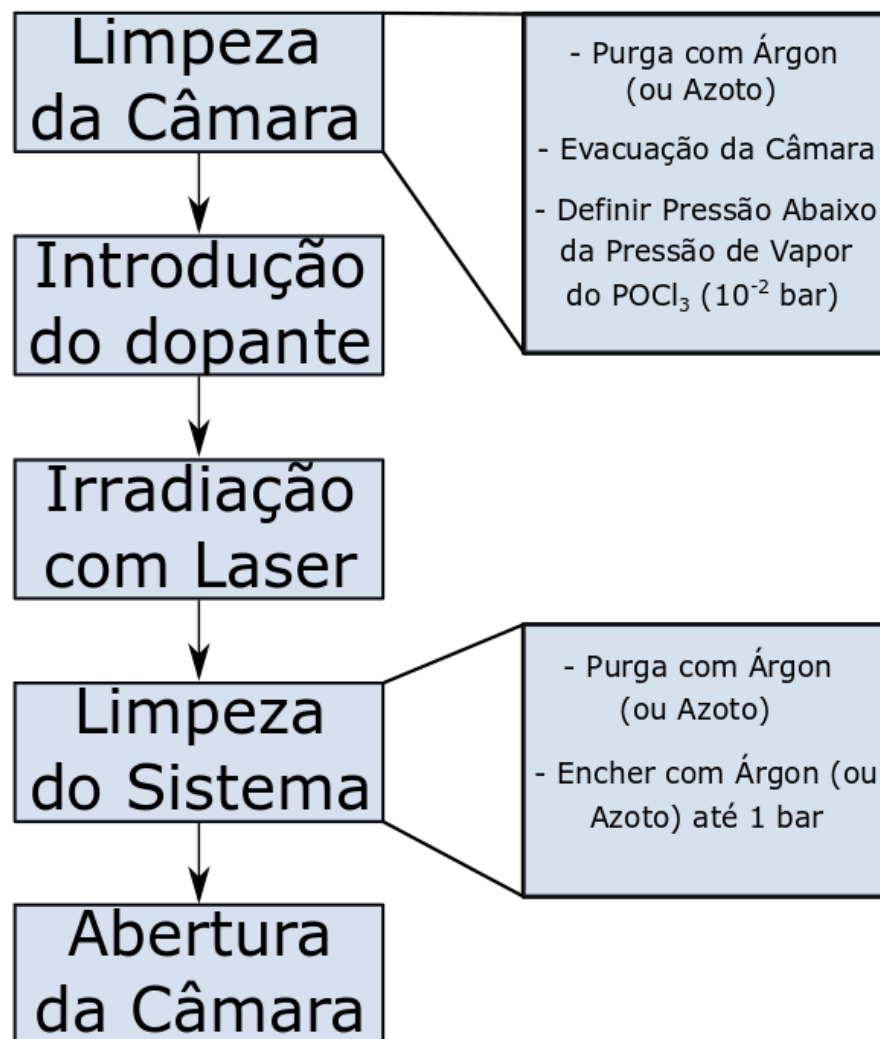 Limpeza
da Câmara
- Purga com Árgon
(ou Azoto)
- Evacuação da Câmara
- Definir Pressão Abaixo
da Pressão de Vapor
do POCl₃ (10⁻² bar)
Introdução
do dopante
Irradiação
com Laser
Limpeza
do Sistema
- Purga com Árgon
(ou Azoto)
- Encher com Árgon (ou
Azoto) até 1 bar
Abertura
da Câmara